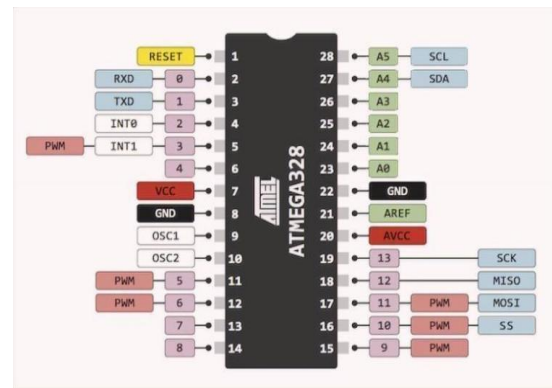 RESET 1 28 A5 SCL
RXD 0 2 27 A4 SDA
TXD 1 3 26 A3
INT0 2 4 25 A2
PWM INT1 3 5 24 A1
4 6 23 A0
VCC 7 22 GND
GND 8 21 AREF
OSC1 9 20 AVCC
OSC2 10 19 13 SCK
18 12 MISO
PWM 5 11 17 11 PWM MOSI
PWM 6 12 16 10 PWM SS
7 13 15 9 PWM
8 14
ATMEL
ATMEGA328